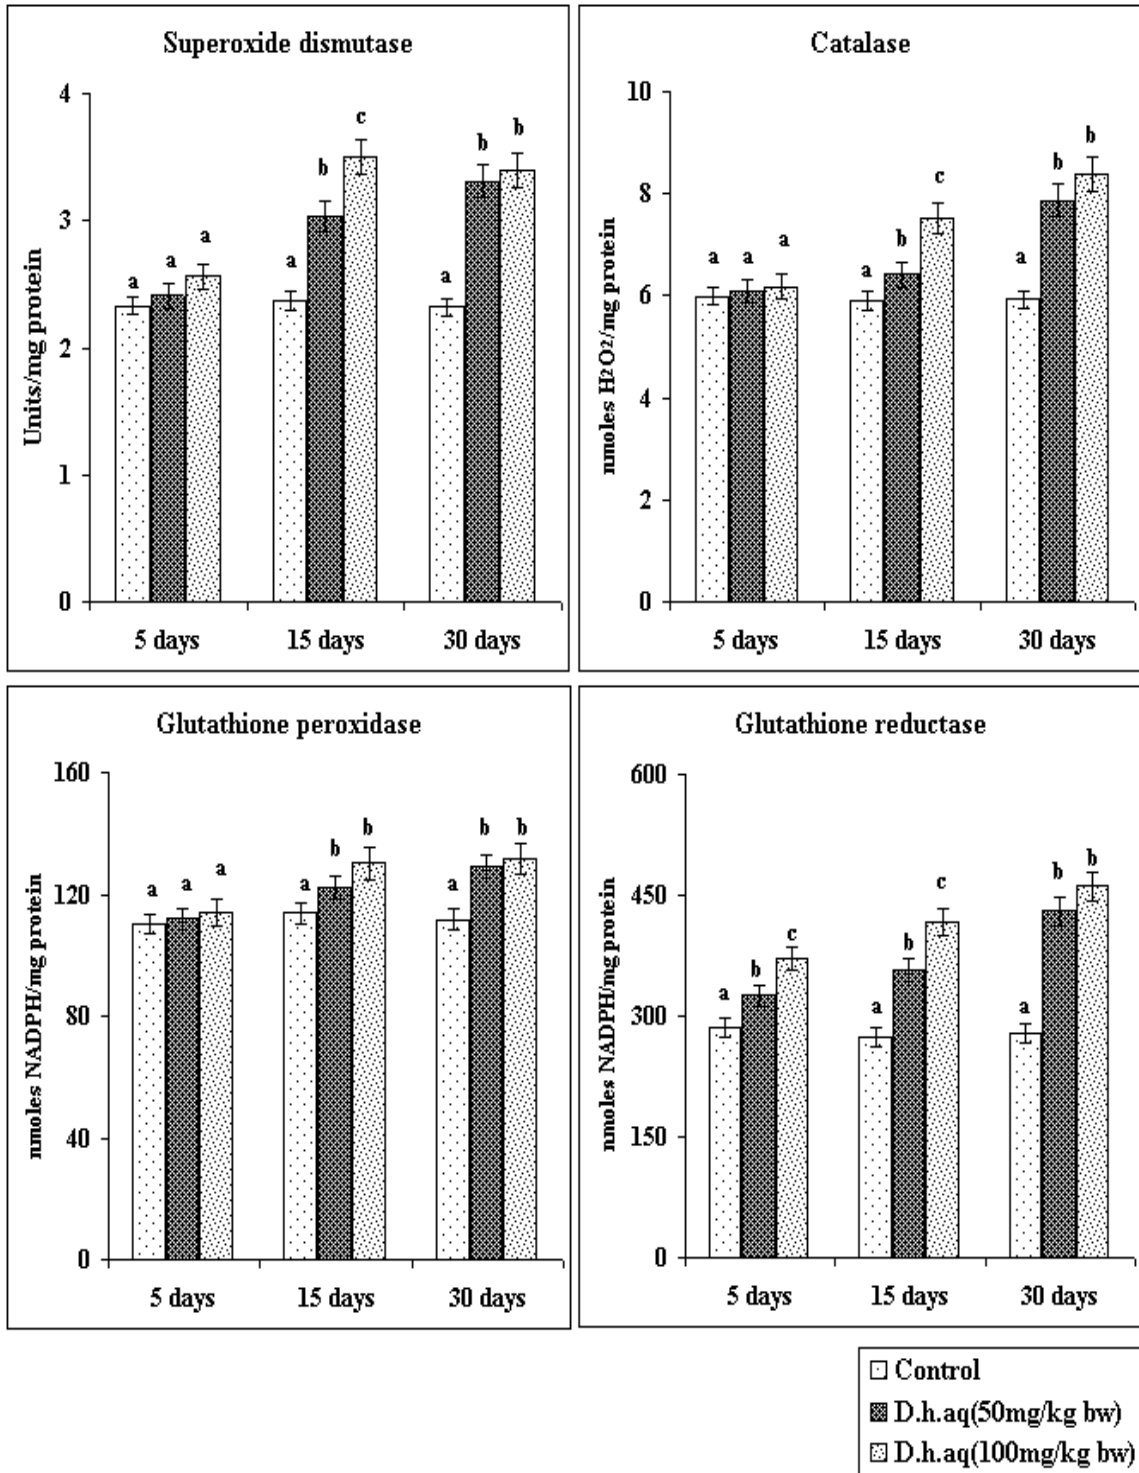 Superoxide dismutase
Units/mg protein
4
3
2
1
0
a
a
a
a
b
c
a
b
b
5 days
15 days
30 days
Catalase
nmoles H2O2/mg protein
10
8
6
4
2
0
a
a
a
a
b
c
a
b
b
5 days
15 days
30 days
Glutathione peroxidase
nmoles NADPH/mg protein
160
120
80
40
0
a
a
a
a
b
b
a
b
b
5 days
15 days
30 days
Glutathione reductase
nmoles NADPH/mg protein
600
450
300
150
0
a
b
c
a
b
c
a
b
b
5 days
15 days
30 days
Control
D.h.aq(50mg/kg bw)
D.h.aq(100mg/kg bw)